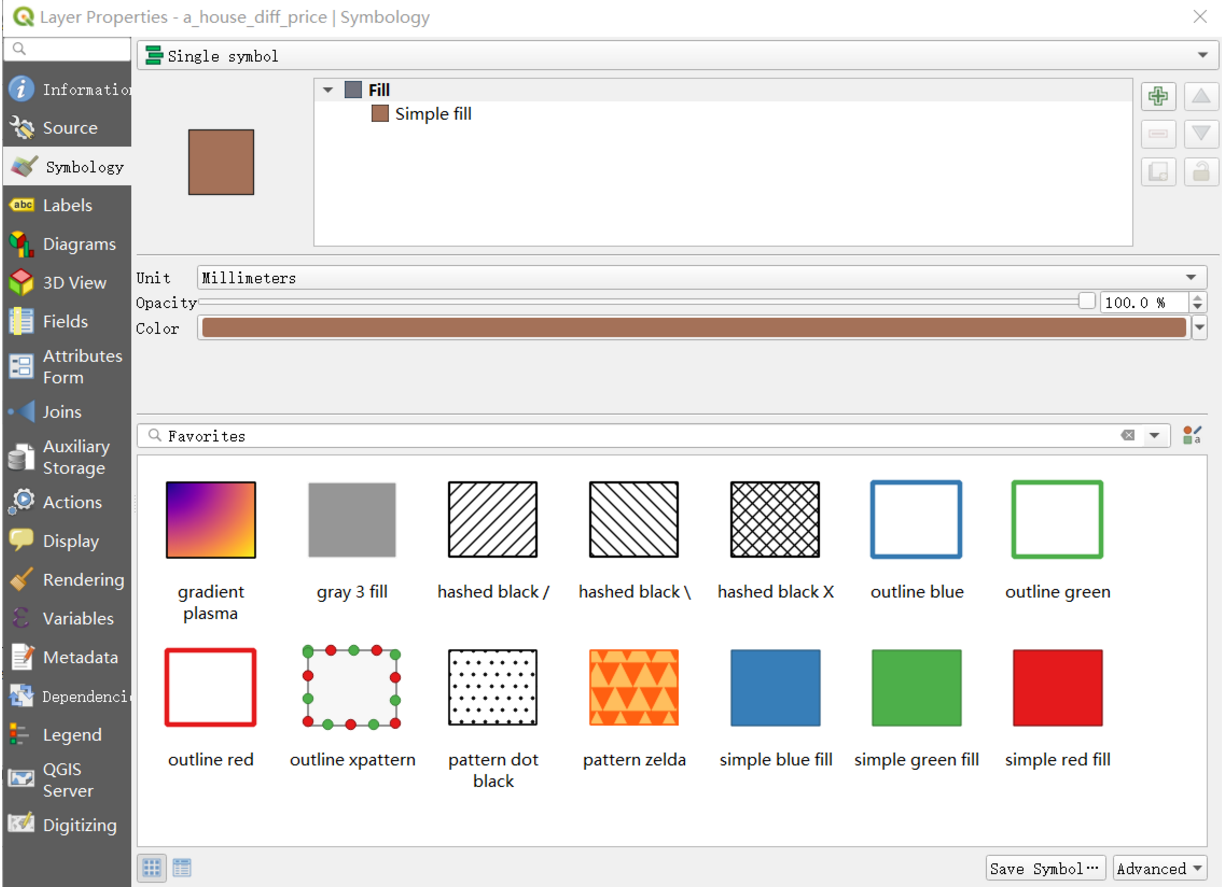 Layer Properties - a_house_diff_price | Symbology
Single symbol
Information
Source
Symbology
Labels
Diagrams
3D View
Fields
Attributes
Form
Joins
Auxiliary
Storage
Actions
Display
Rendering
Variables
Metadata
Dependencie
Legend
QGIS
Server
Digitizing
Fill
Simple fill
Unit Millimeters
Opacity 100.0 %
Color
Favorites
gradient
plasma
gray 3 fill
hashed black /
hashed black \
hashed black X
outline blue
outline green
outline red
outline xpattern
pattern dot
black
pattern zelda
simple blue fill
simple green fill
simple red fill
Save Symbol…
Advanced